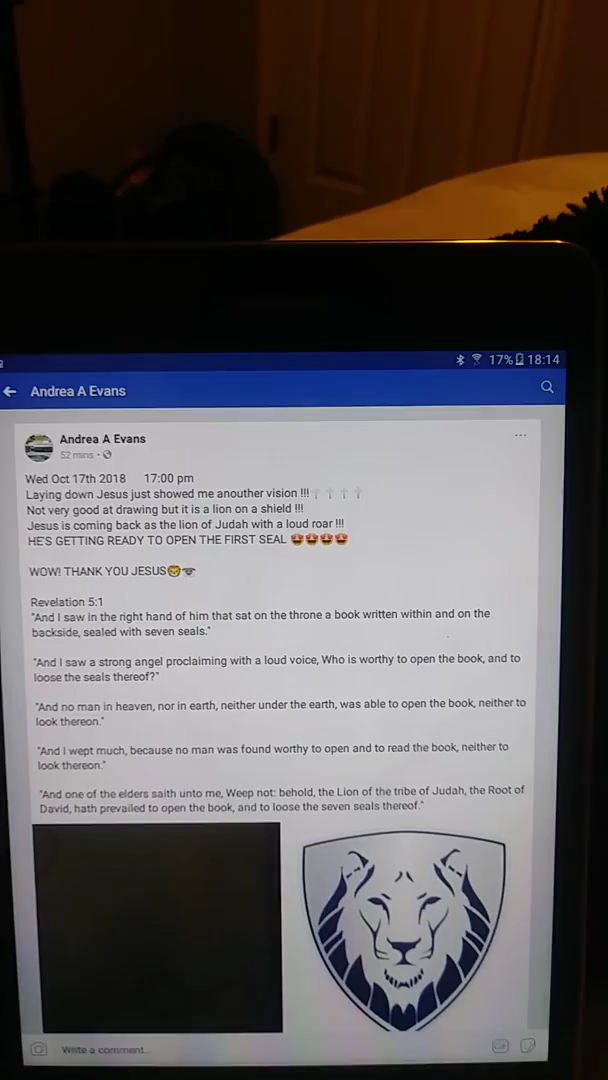 17% 18:14
Andrea A Evans
Andrea A Evans
52 mins
Wed Oct 17th 2018 17:00 pm
Laying down Jesus just showed me anouther vision !!!
Not very good at drawing but it is a lion on a shield !!!
Jesus is coming back as the lion of Judah with a loud roar !!!
HE'S GETTING READY TO OPEN THE FIRST SEAL 🤩🤩🤩🤩
WOW! THANK YOU JESUS🦁👁
Revelation 5:1
"And I saw in the right hand of him that sat on the throne a book written within and on the
backside, sealed with seven seals."
"And I saw a strong angel proclaiming with a loud voice, Who is worthy to open the book, and to
loose the seals thereof?"
"And no man in heaven, nor in earth, neither under the earth, was able to open the book, neither to
look thereon."
"And I wept much, because no man was found worthy to open and to read the book, neither to
look thereon."
"And one of the elders saith unto me, Weep not: behold, the Lion of the tribe of Judah, the Root of
David, hath prevailed to open the book, and to loose the seven seals thereof."
Write a comment...
GIF